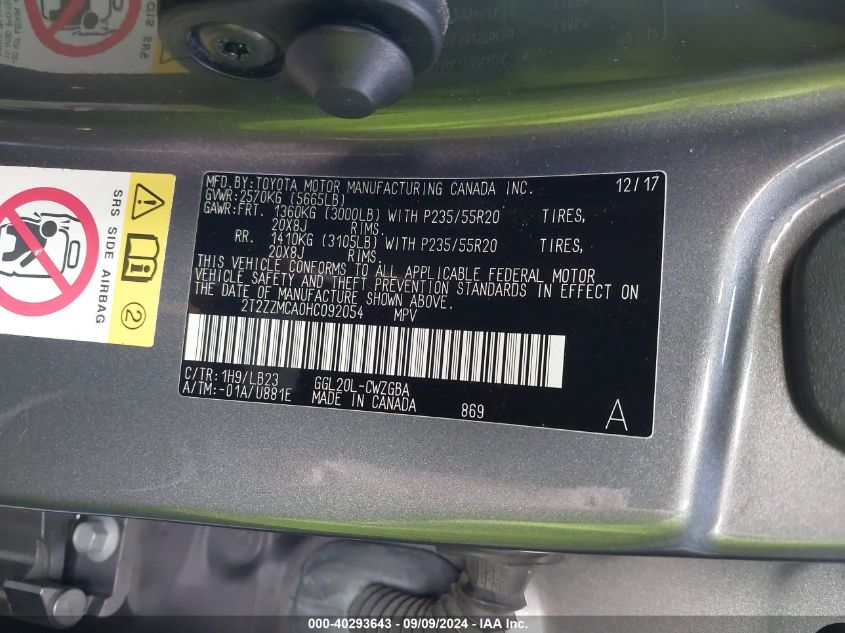 SRS SIDE AIRBAG
2
MFD.BY:TOYOTA MOTOR MANUFACTURING CANADA INC. 12/17
GVWR:2570KG (5665LB)
GAWR:FRT. 1360KG (3000LB) WITH P235/55R20 TIRES,
20X8J RIMS.
RR. 1410KG (3105LB) WITH P235/55R20 TIRES,
20X8J RIMS.
THIS VEHICLE CONFORMS TO ALL APPLICABLE FEDERAL MOTOR
VEHICLE SAFETY AND THEFT PREVENTION STANDARDS IN EFFECT ON
THE DATE OF MANUFACTURE SHOWN ABOVE.
2T2ZZMCA0HC092054 MPV
C/TR:1H9/LB23 GGL20L-CWZGBA
A/TM:-01A/U881E MADE IN CANADA 869
A
000-40293643 - 09/09/2024 - IAA Inc.